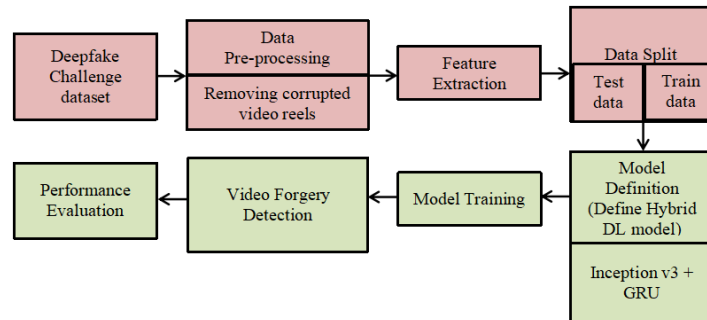 Deepfake
Challenge
dataset
Data
Pre-processing
Removing corrupted
video reels
Feature
Extraction
Data Split
Test
data
Train
data
Performance
Evaluation
Video Forgery
Detection
Model Training
Model
Definition
(Define Hybrid
DL model)
Inception v3 +
GRU